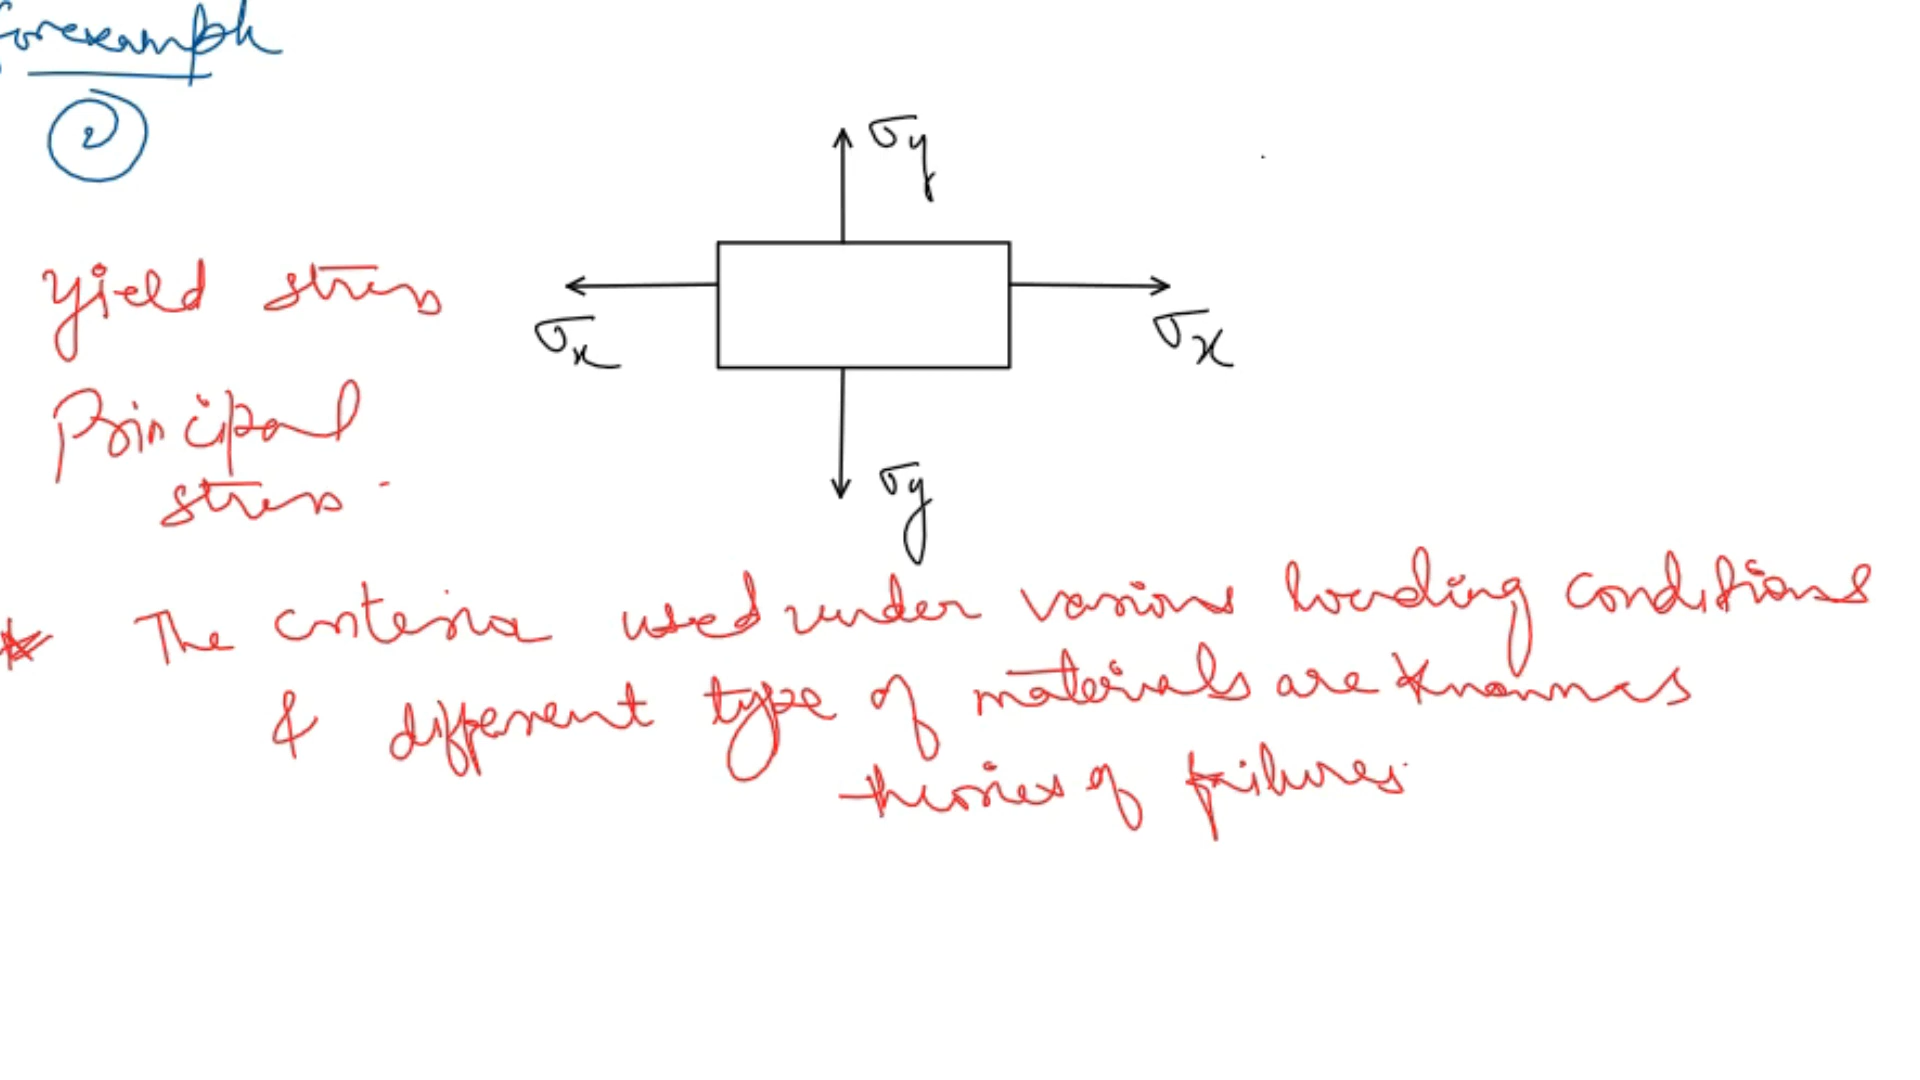 for example
2
σy
yield stress
σx
σx
Principal
stress
σy
* The criteria used under various loading conditions
& different type of materials are known as
theories of failures